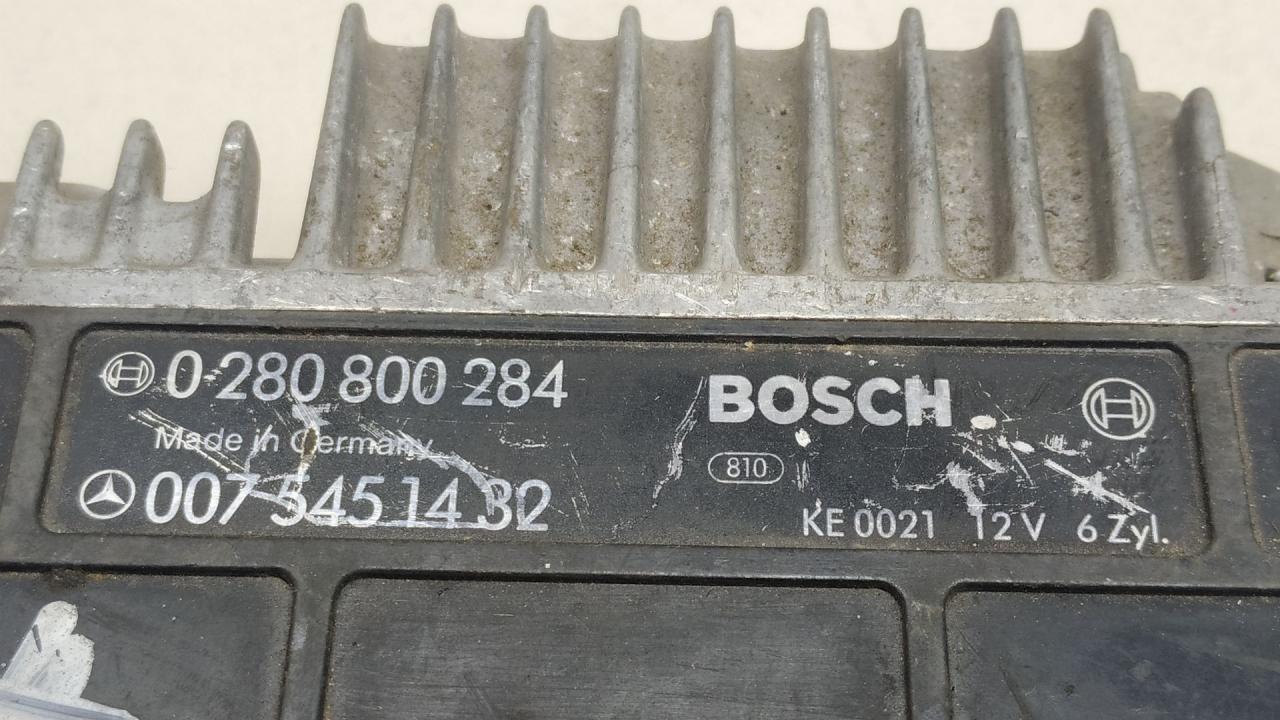 0 280 800 284
Made in Germany
007 545 14 32
BOSCH
810
KE 0021 12 V 6 Zyl.